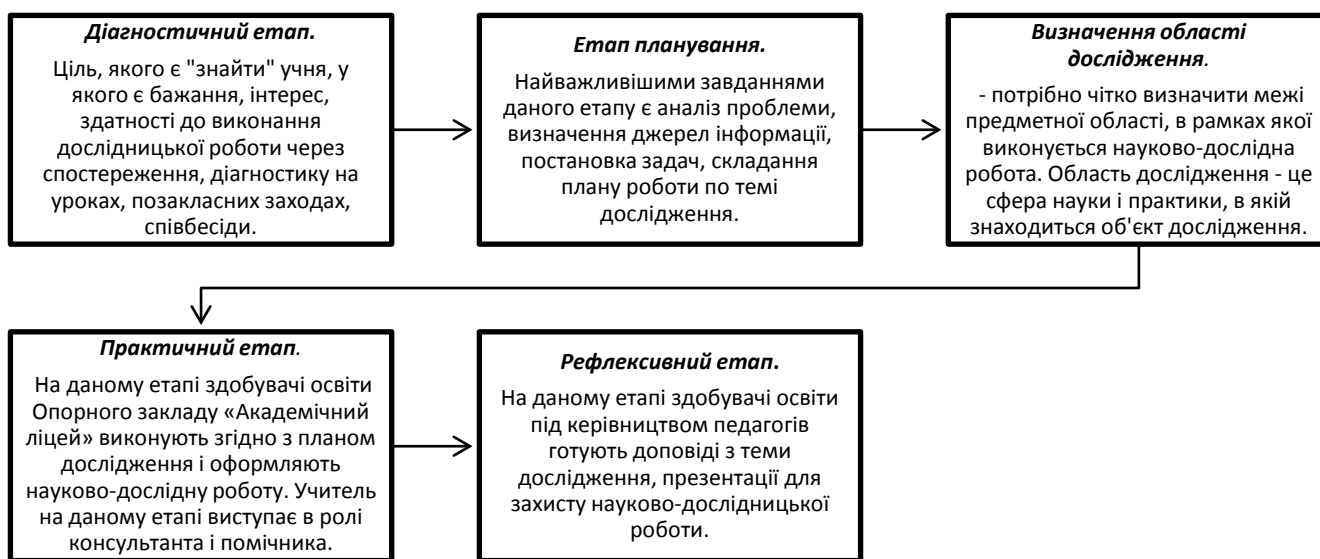 Діагностичний етап.
Ціль, якого є "знайти" учня, у
якого є бажання, інтерес,
здатності до виконання
дослідницької роботи через
спостереження, діагностику на
уроках, позакласних заходах,
співбесіди.
Етап планування.
Найважливішими завданнями
даного етапу є аналіз проблеми,
визначення джерел інформації,
постановка задач, складання
плану роботи по темі
дослідження.
Визначення області
дослідження.
- потрібно чітко визначити межі
предметної області, в рамках якої
виконується науково-дослідна
робота. Область дослідження - це
сфера науки і практики, в якій
знаходиться об'єкт дослідження.
Практичний етап.
На даному етапі здобувачі освіти
Опорного закладу «Академічний
ліцей» виконують згідно з планом
дослідження і оформляють
науково-дослідну роботу. Учитель
на даному етапі виступає в ролі
консультанта і помічника.
Рефлексивний етап.
На даному етапі здобувачі освіти
під керівництвом педагогів
готують доповіді з теми
дослідження, презентації для
захисту науково-дослідницької
роботи.